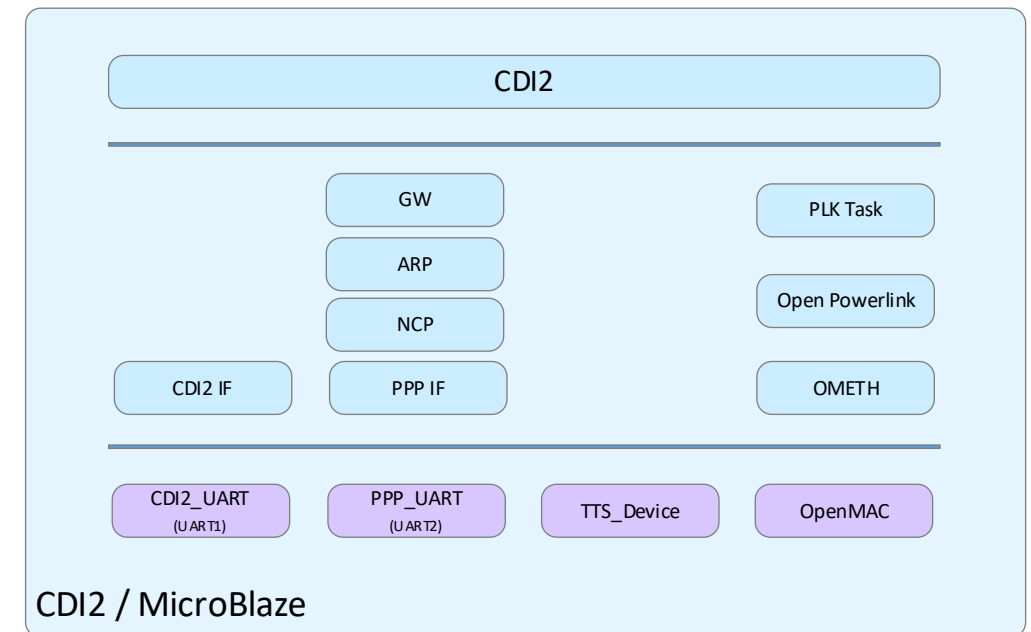 CDI2
GW
PLK Task
ARP
Open Powerlink
NCP
CDI2 IF
PPP IF
OMETH
CDI2_UART
(UART1)
PPP_UART
(UART2)
TTS_Device
OpenMAC
CDI2 / MicroBlaze